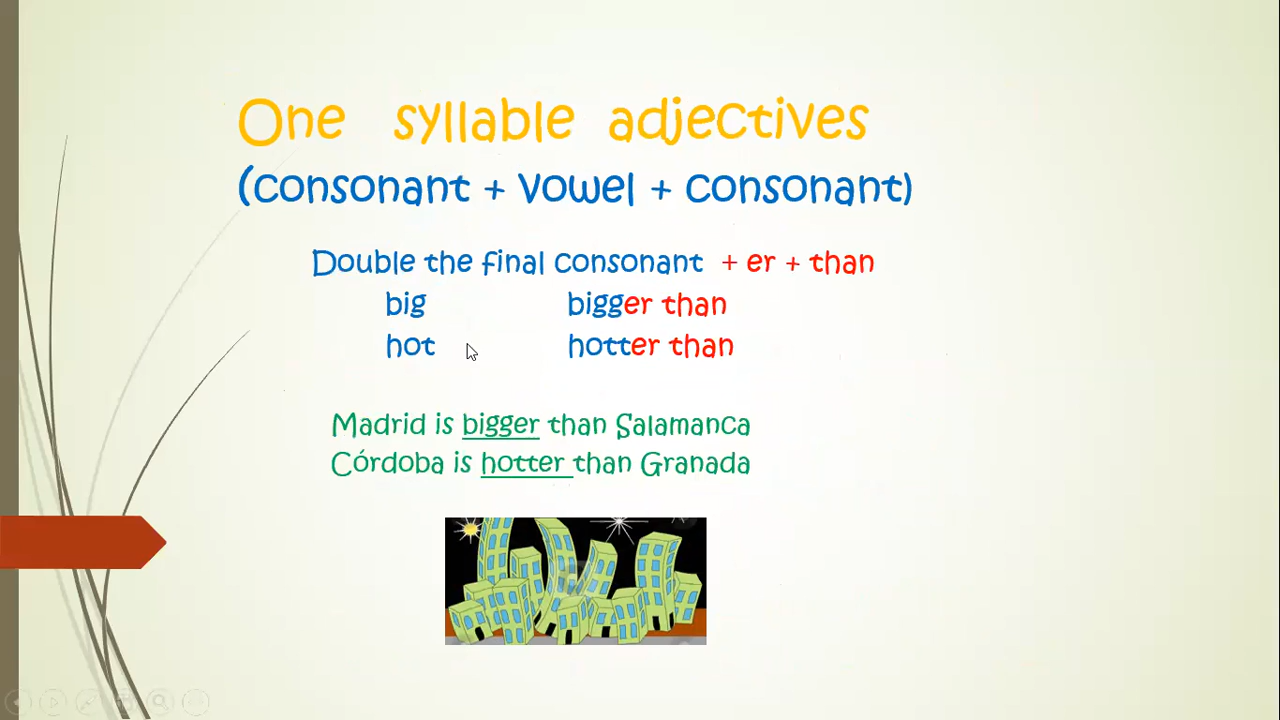 One syllable adjectives
(consonant + vowel + consonant)
Double the final consonant + er + than
big bigger than
hot hotter than
Madrid is bigger than Salamanca
Córdoba is hotter than Granada